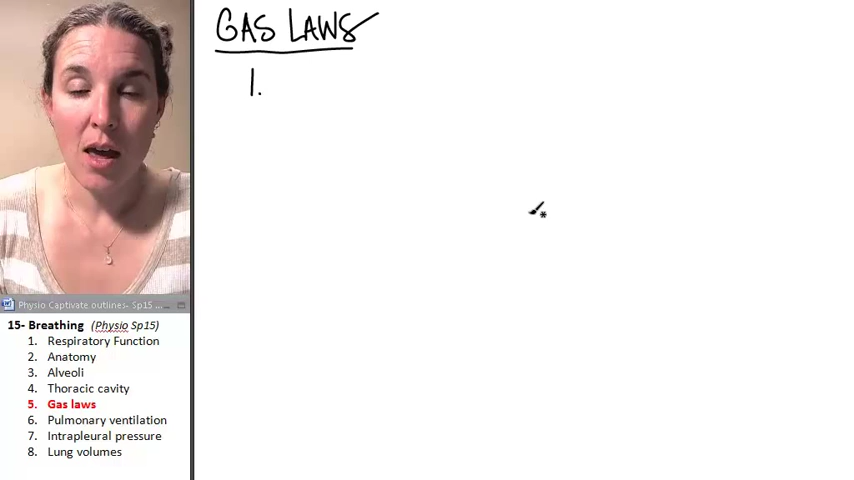 GAS LAWS
1.
Physio Captivate outlines- Sp15 ...
15- Breathing (Physio Sp15)
1. Respiratory Function
2. Anatomy
3. Alveoli
4. Thoracic cavity
5. Gas laws
6. Pulmonary ventilation
7. Intrapleural pressure
8. Lung volumes